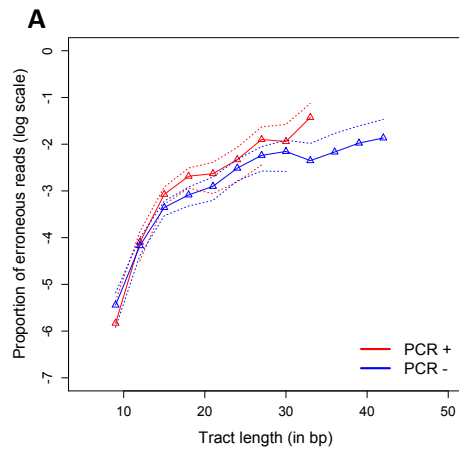 A
Proportion of erroneous reads (log scale)
0
-1
-2
-3
-4
-5
-6
-7
10 20 30 40 50
Tract length (in bp)
PCR +
PCR -